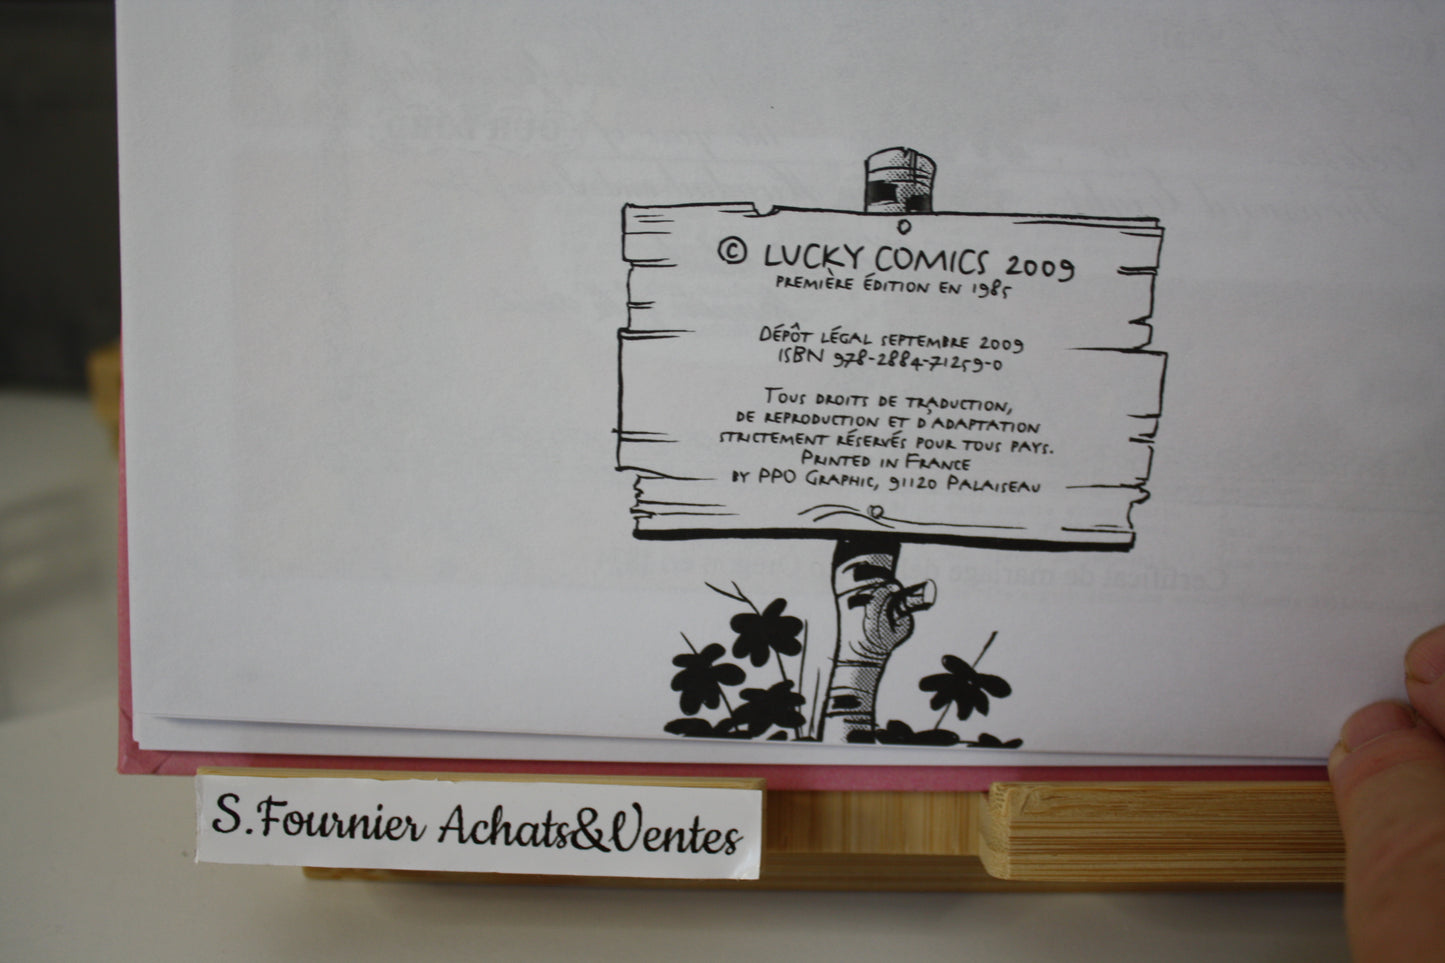 © LUCKY COMICS 2009
PREMIÈRE ÉDITION EN 1985
DÉPÔT LÉGAL SEPTEMBRE 2009
ISBN 978-2884-71259-0
TOUS DROITS DE TRADUCTION,
DE REPRODUCTION ET D'ADAPTATION
STRICTEMENT RÉSERVÉS POUR TOUS PAYS.
PRINTED IN FRANCE
BY PPO GRAPHIC, 91120 PALAISEAU
S.Fournier Achats&Ventes